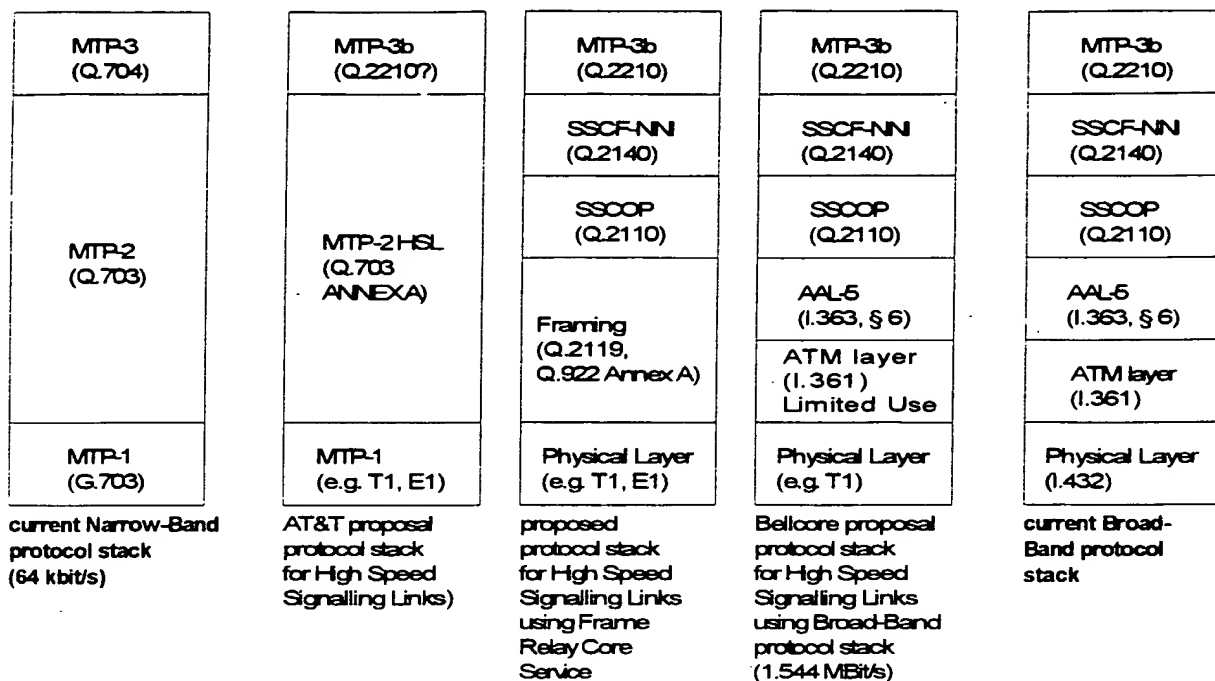 MTP-3
(Q.704)
MTP-2
(Q.703)
MTP-1
(G.703)
current Narrow-Band
protocol stack
(64 kbit/s)
MTP-3b
(Q.2210?)
MTP-2 HSL
(Q.703
ANNEX A)
MTP-1
(e.g. T1, E1)
AT&T proposal
protocol stack
for High Speed
Signalling Links)
MTP-3b
(Q.2210)
SSCF-NNI
(Q.2140)
SSCOP
(Q.2110)
Framing
(Q.2119,
Q.922 Annex A)
Physical Layer
(e.g. T1, E1)
proposed
protocol stack
for High Speed
Signalling Links
using Frame
Relay Core
Service
MTP-3b
(Q.2210)
SSCF-NNI
(Q.2140)
SSCOP
(Q.2110)
AAL-5
(I.363, § 6)
ATM layer
(I.361)
Limited Use
Physical Layer
(e.g. T1)
Bellcore proposal
protocol stack
for High Speed
Signalling Links
using Broad-Band
protocol stack
(1.544 MBit/s)
MTP-3b
(Q.2210)
SSCF-NNI
(Q.2140)
SSCOP
(Q.2110)
AAL-5
(I.363, § 6)
ATM layer
(I.361)
Physical Layer
(I.432)
current Broad-
Band protocol
stack